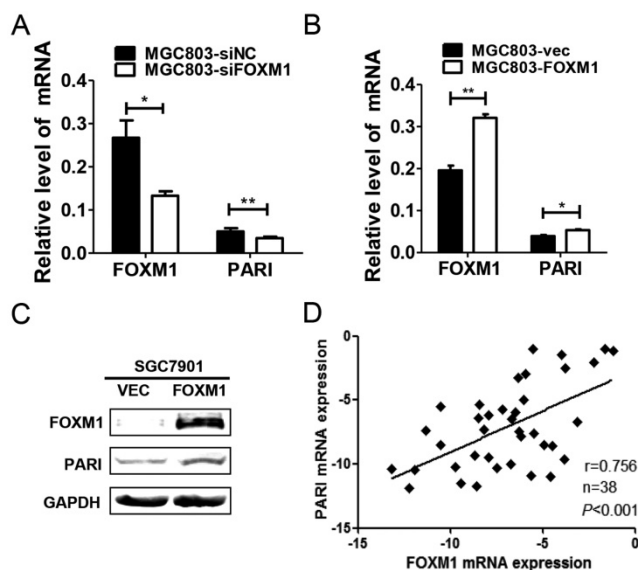 A
MGC803-siNC
MGC803-siFOXM1
Relative level of mRNA
0.4
0.3
0.2
0.1
0.0
*
**
FOXM1 PARI
B
MGC803-vec
MGC803-FOXM1
Relative level of mRNA
0.4
0.3
0.2
0.1
0.0
**
*
FOXM1 PARI
C
SGC7901
VEC FOXM1
FOXM1
PARI
GAPDH
D
PARI mRNA expression
0
-5
-10
-15
r=0.756
n=38
P<0.001
-15 -10 -5 0
FOXM1 mRNA expression